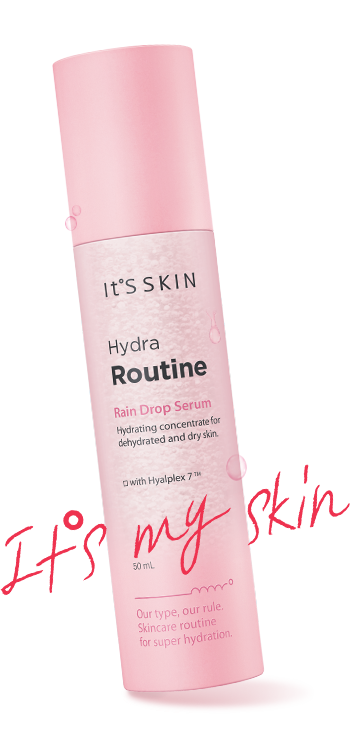 It's SKIN
Hydra
Routine
Rain Drop Serum
Hydrating concentrate for
dehydrated and dry skin.
with Hyalplex 7™
It's my skin
50 mL
Our type, our rule.
Skincare routine
for super hydration.